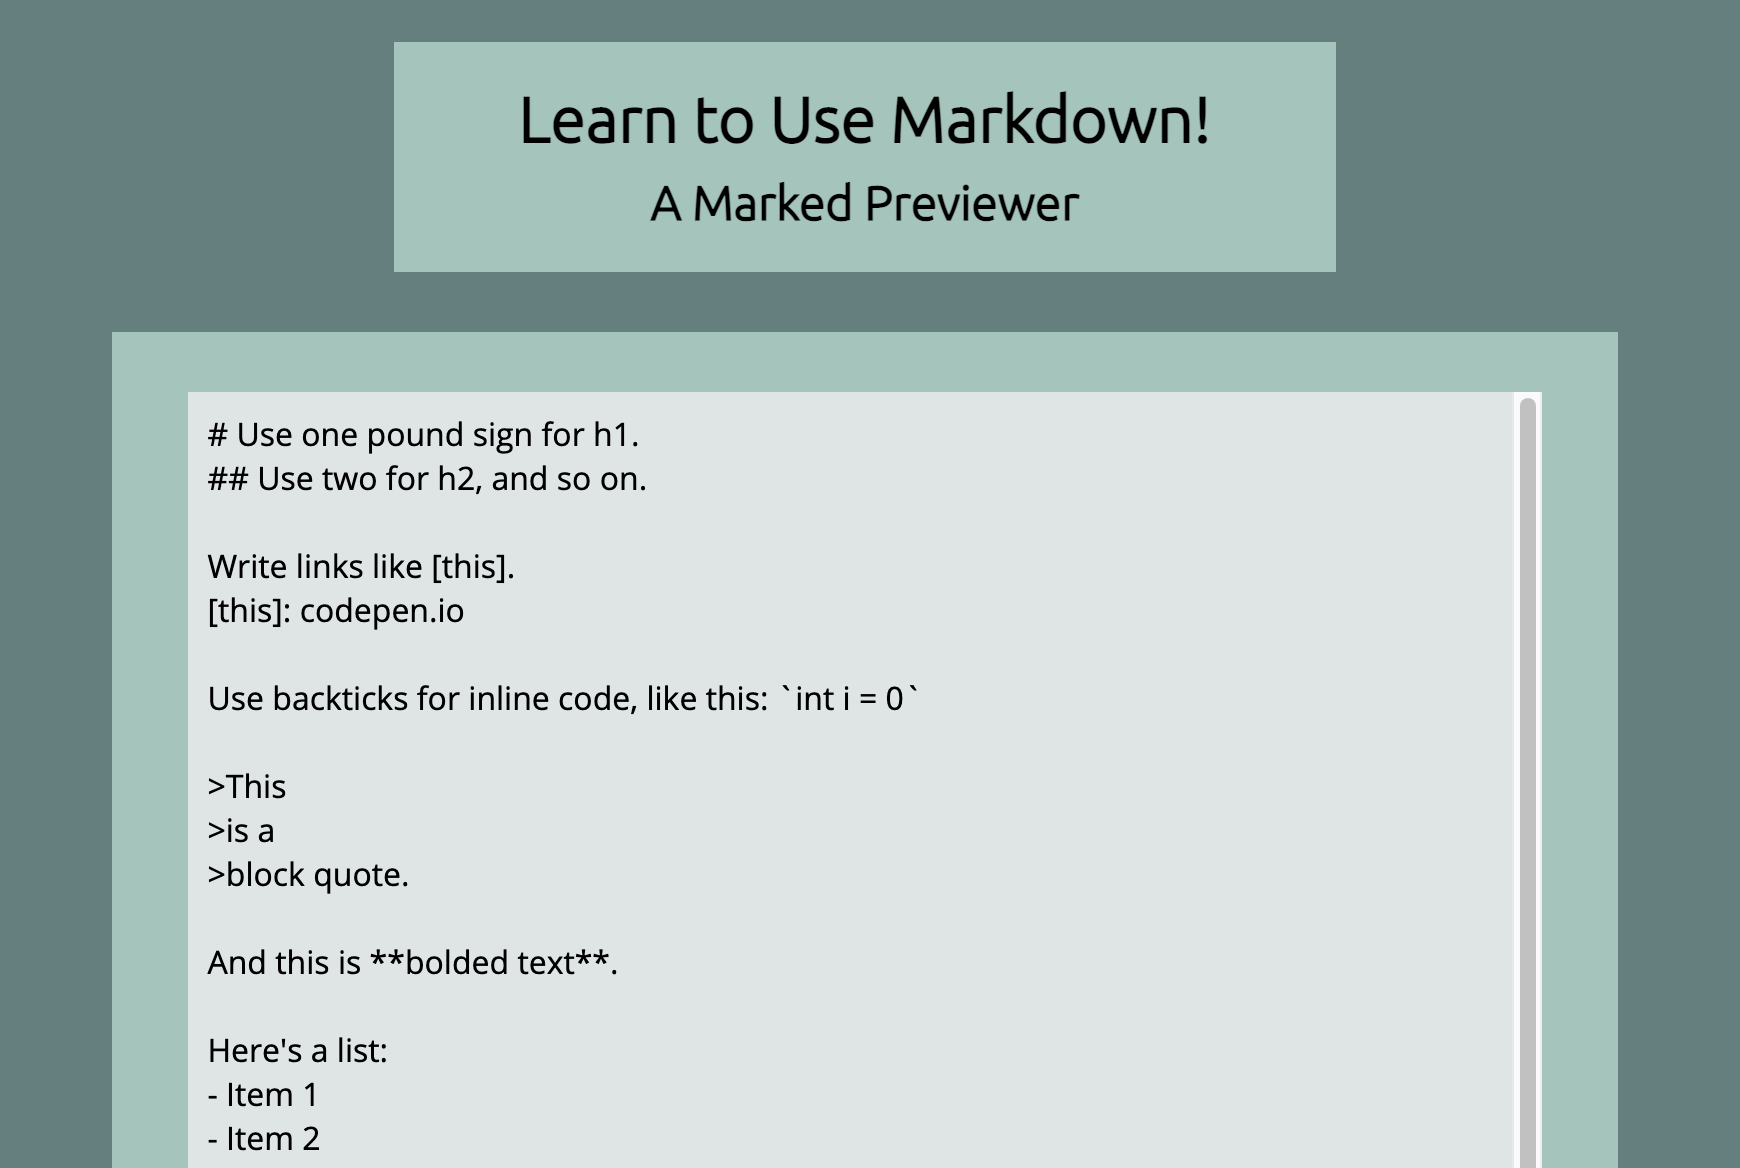 Learn to Use Markdown!
A Marked Previewer
# Use one pound sign for h1.
## Use two for h2, and so on.
Write links like [this].
[this]: codepen.io
Use backticks for inline code, like this: `int i = 0`
>This
>is a
>block quote.
And this is **bolded text**.
Here's a list:
- Item 1
- Item 2